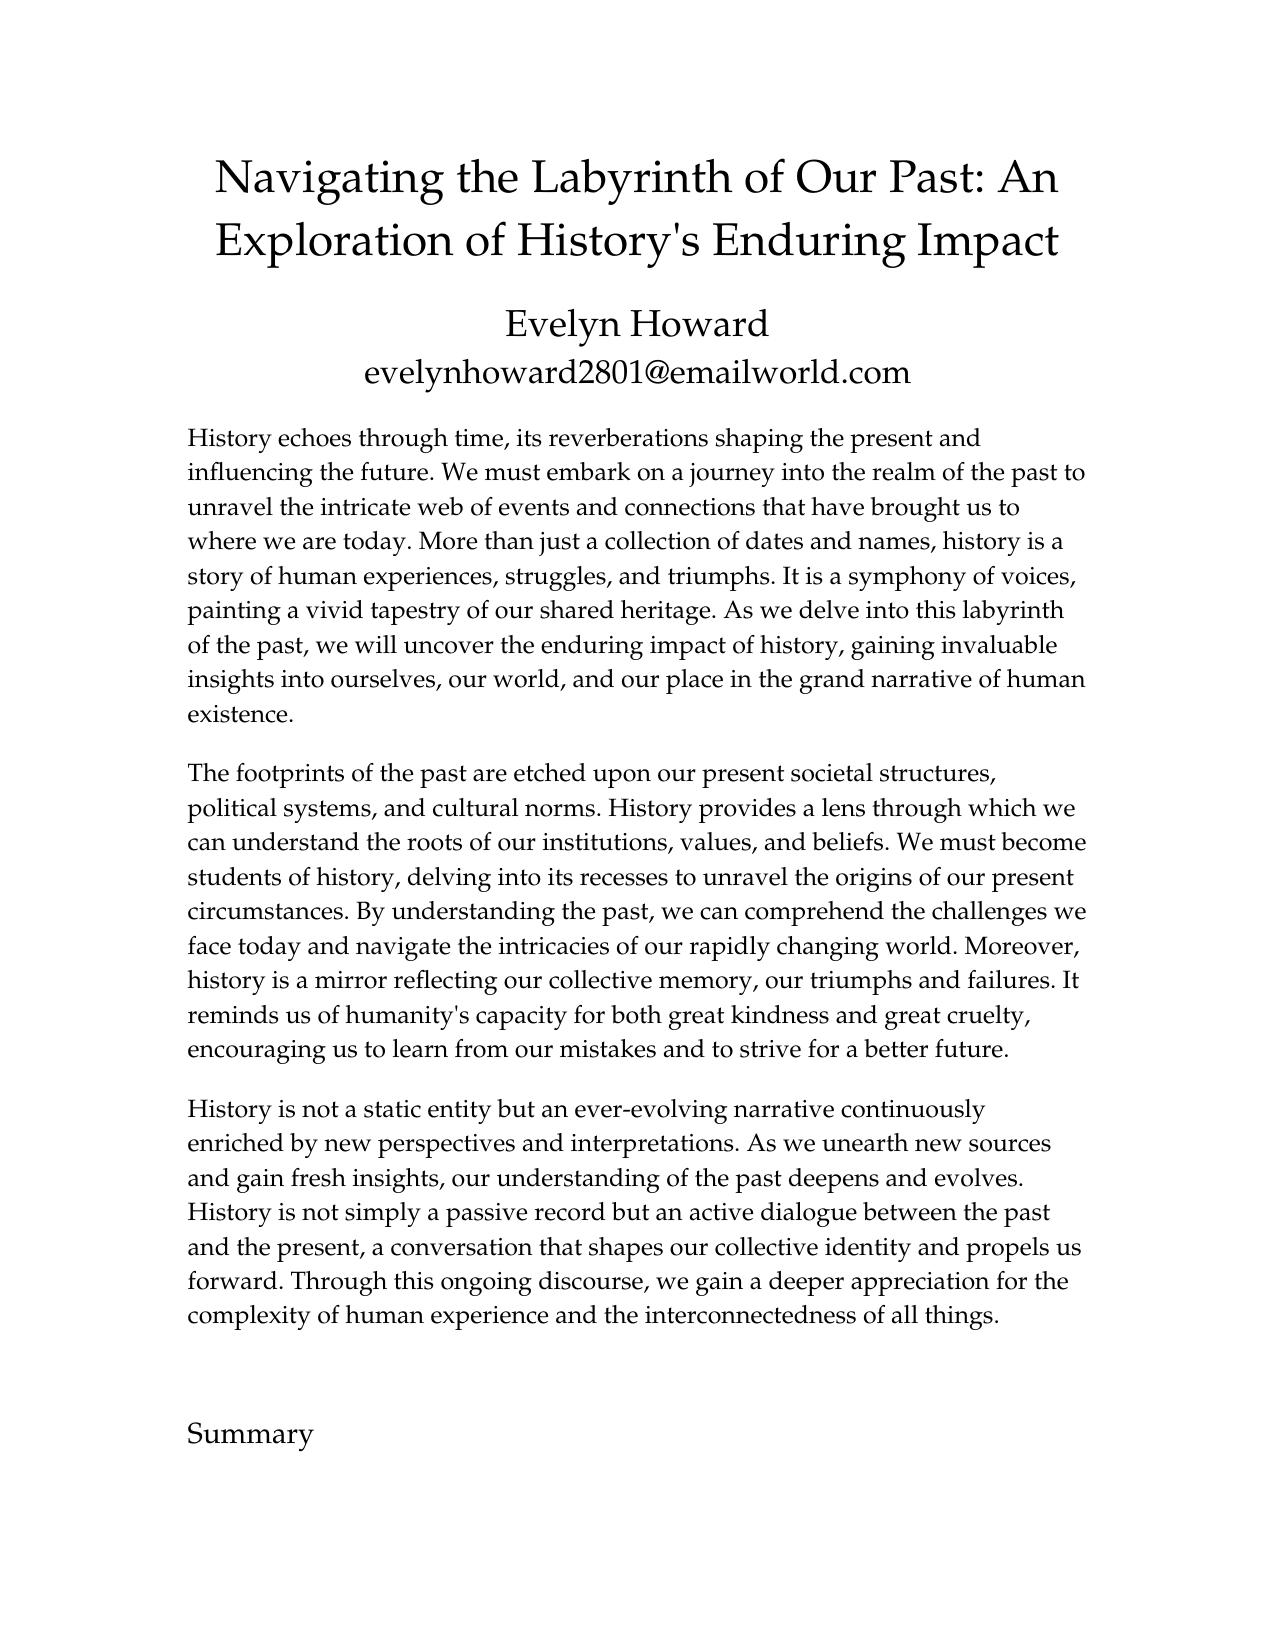 Navigating the Labyrinth of Our Past: An
Exploration of History's Enduring Impact
Evelyn Howard
evelynhoward2801@emailworld.com
History echoes through time, its reverberations shaping the present and
influencing the future. We must embark on a journey into the realm of the past to
unravel the intricate web of events and connections that have brought us to
where we are today. More than just a collection of dates and names, history is a
story of human experiences, struggles, and triumphs. It is a symphony of voices,
painting a vivid tapestry of our shared heritage. As we delve into this labyrinth
of the past, we will uncover the enduring impact of history, gaining invaluable
insights into ourselves, our world, and our place in the grand narrative of human
existence.
The footprints of the past are etched upon our present societal structures,
political systems, and cultural norms. History provides a lens through which we
can understand the roots of our institutions, values, and beliefs. We must become
students of history, delving into its recesses to unravel the origins of our present
circumstances. By understanding the past, we can comprehend the challenges we
face today and navigate the intricacies of our rapidly changing world. Moreover,
history is a mirror reflecting our collective memory, our triumphs and failures. It
reminds us of humanity's capacity for both great kindness and great cruelty,
encouraging us to learn from our mistakes and to strive for a better future.
History is not a static entity but an ever-evolving narrative continuously
enriched by new perspectives and interpretations. As we unearth new sources
and gain fresh insights, our understanding of the past deepens and evolves.
History is not simply a passive record but an active dialogue between the past
and the present, a conversation that shapes our collective identity and propels us
forward. Through this ongoing discourse, we gain a deeper appreciation for the
complexity of human experience and the interconnectedness of all things.
Summary